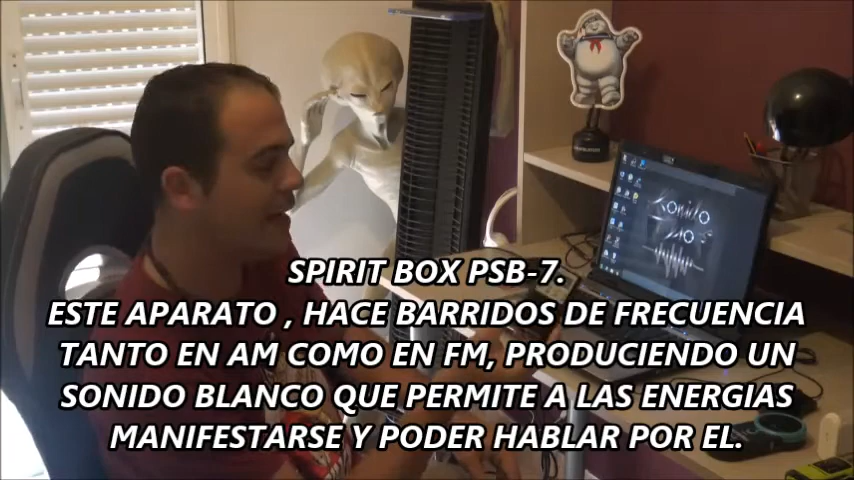 SPIRIT BOX PSB-7.
ESTE APARATO , HACE BARRIDOS DE FRECUENCIA
TANTO EN AM COMO EN FM, PRODUCIENDO UN
SONIDO BLANCO QUE PERMITE A LAS ENERGIAS
MANIFESTARSE Y PODER HABLAR POR EL.